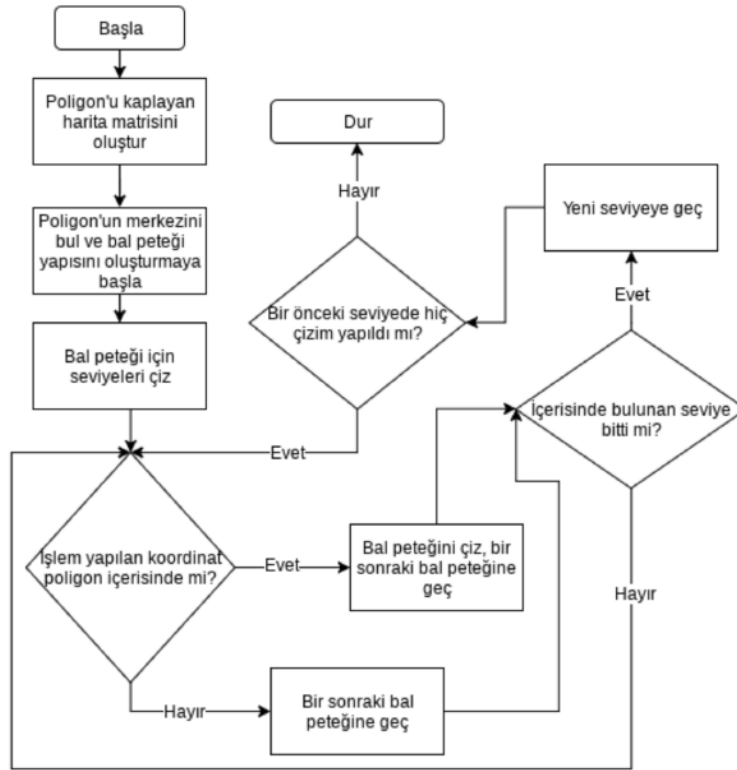 Başla
Poligon'u kaplayan
harita matrisini
oluştur
Poligon'un merkezini
bul ve bal peteği
yapısını oluşturmaya
başla
Bal peteği için
seviyeleri çiz
İşlem yapılan koordinat
poligon içerisinde mi?
Evet
Bal peteğini çiz, bir
sonraki bal peteğine
geç
Hayır
Bir sonraki bal
peteğine geç
İçerisinde bulunan seviye
bitti mi?
Hayır
Evet
Yeni seviyeye geç
Bir önceki seviyede hiç
çizim yapıldı mı?
Evet
Hayır
Dur